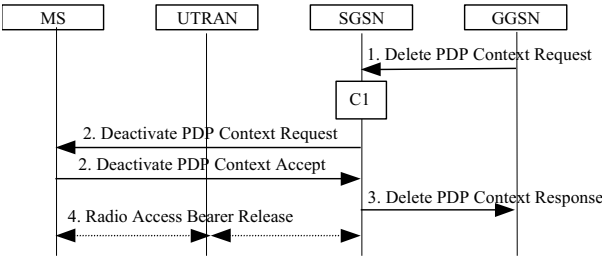 MS UTRAN SGSN GGSN
1. Delete PDP Context Request
C1
2. Deactivate PDP Context Request
2. Deactivate PDP Context Accept
3. Delete PDP Context Response
4. Radio Access Bearer Release